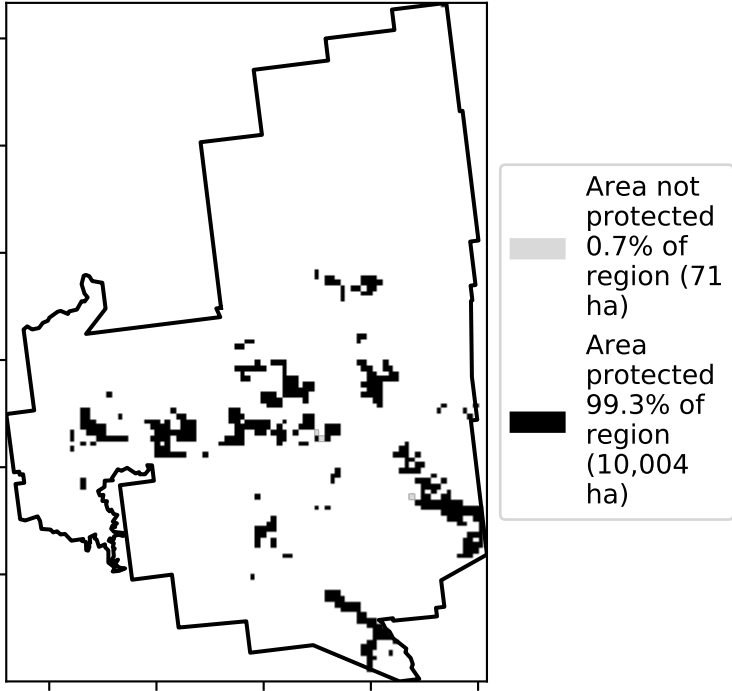 Area not
protected
0.7% of
region (71
ha)
Area
protected
99.3% of
region
(10,004
ha)